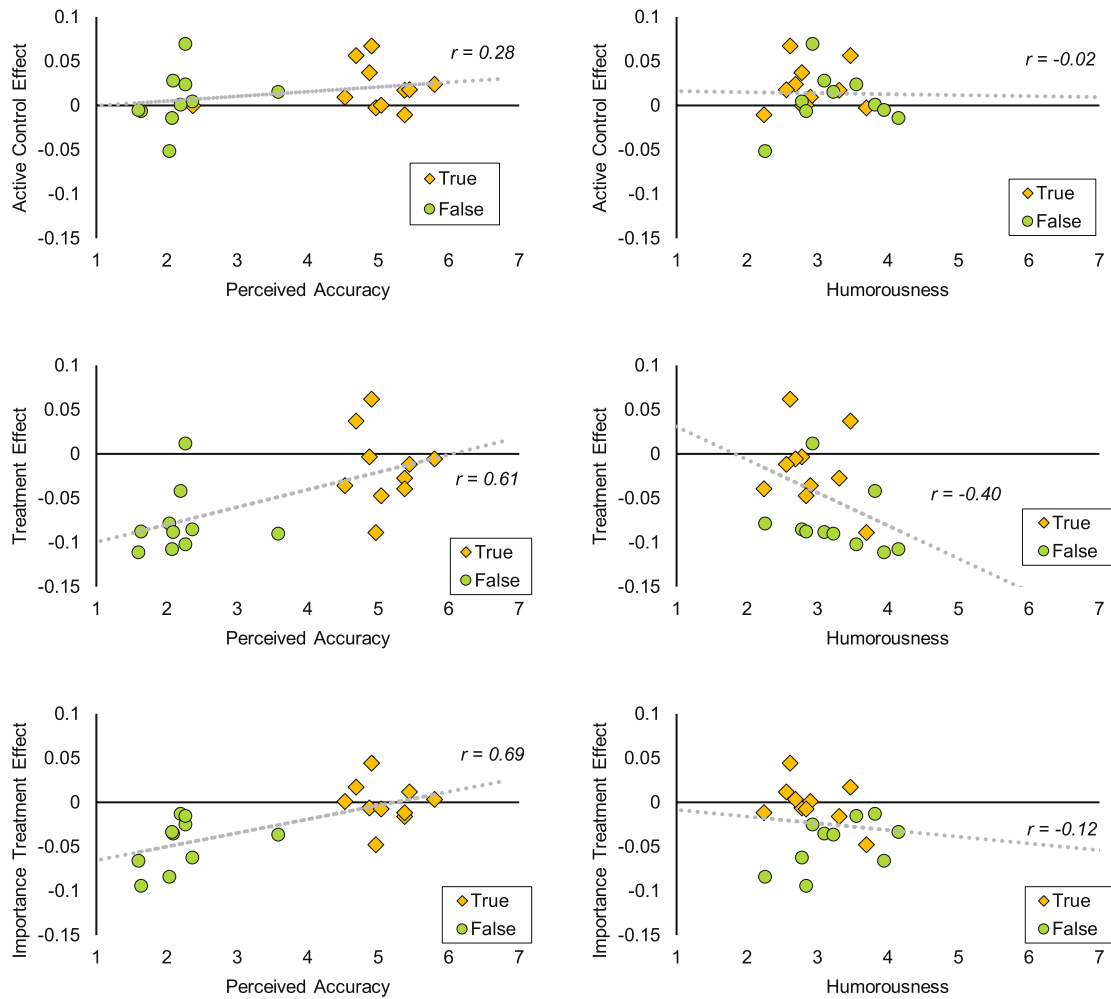 Active Control Effect
0.1
0.05
0
-0.05
-0.1
-0.15
r = 0.28
True
False
1 2 3 4 5 6 7
Perceived Accuracy
Active Control Effect
0.1
0.05
0
-0.05
-0.1
-0.15
r = -0.02
True
False
1 2 3 4 5 6 7
Humorousness
Treatment Effect
0.1
0.05
0
-0.05
-0.1
-0.15
r = 0.61
True
False
1 2 3 4 5 6 7
Perceived Accuracy
Treatment Effect
0.1
0.05
0
-0.05
-0.1
-0.15
r = -0.40
True
False
1 2 3 4 5 6 7
Humorousness
Importance Treatment Effect
0.1
0.05
0
-0.05
-0.1
-0.15
r = 0.69
True
False
1 2 3 4 5 6 7
Perceived Accuracy
Importance Treatment Effect
0.1
0.05
0
-0.05
-0.1
-0.15
r = -0.12
True
False
1 2 3 4 5 6 7
Humorousness